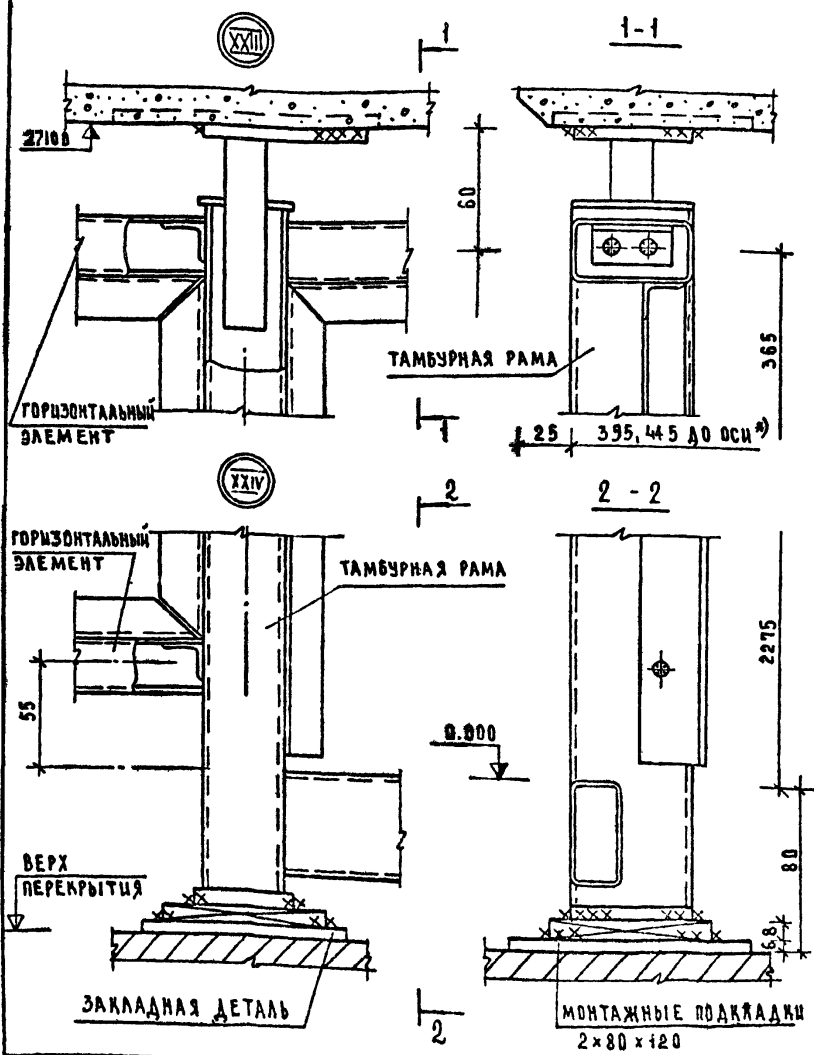 XXIII
1
1-1
27100
60
ТАМБУРНАЯ РАМА
365
ГОРИЗОНТАЛЬНЫЙ
ЭЛЕМЕНТ
1
25
395, 445 ДО ОСИ*)
XXIV
2
2 - 2
ГОРИЗОНТАЛЬНЫЙ
ЭЛЕМЕНТ
ТАМБУРНАЯ РАМА
2275
55
0.000
80
ВЕРХ
ПЕРЕКРЫТИЯ
6,8
ЗАКЛАДНАЯ ДЕТАЛЬ
2
МОНТАЖНЫЕ ПОДКЛАДКИ
2×80×120